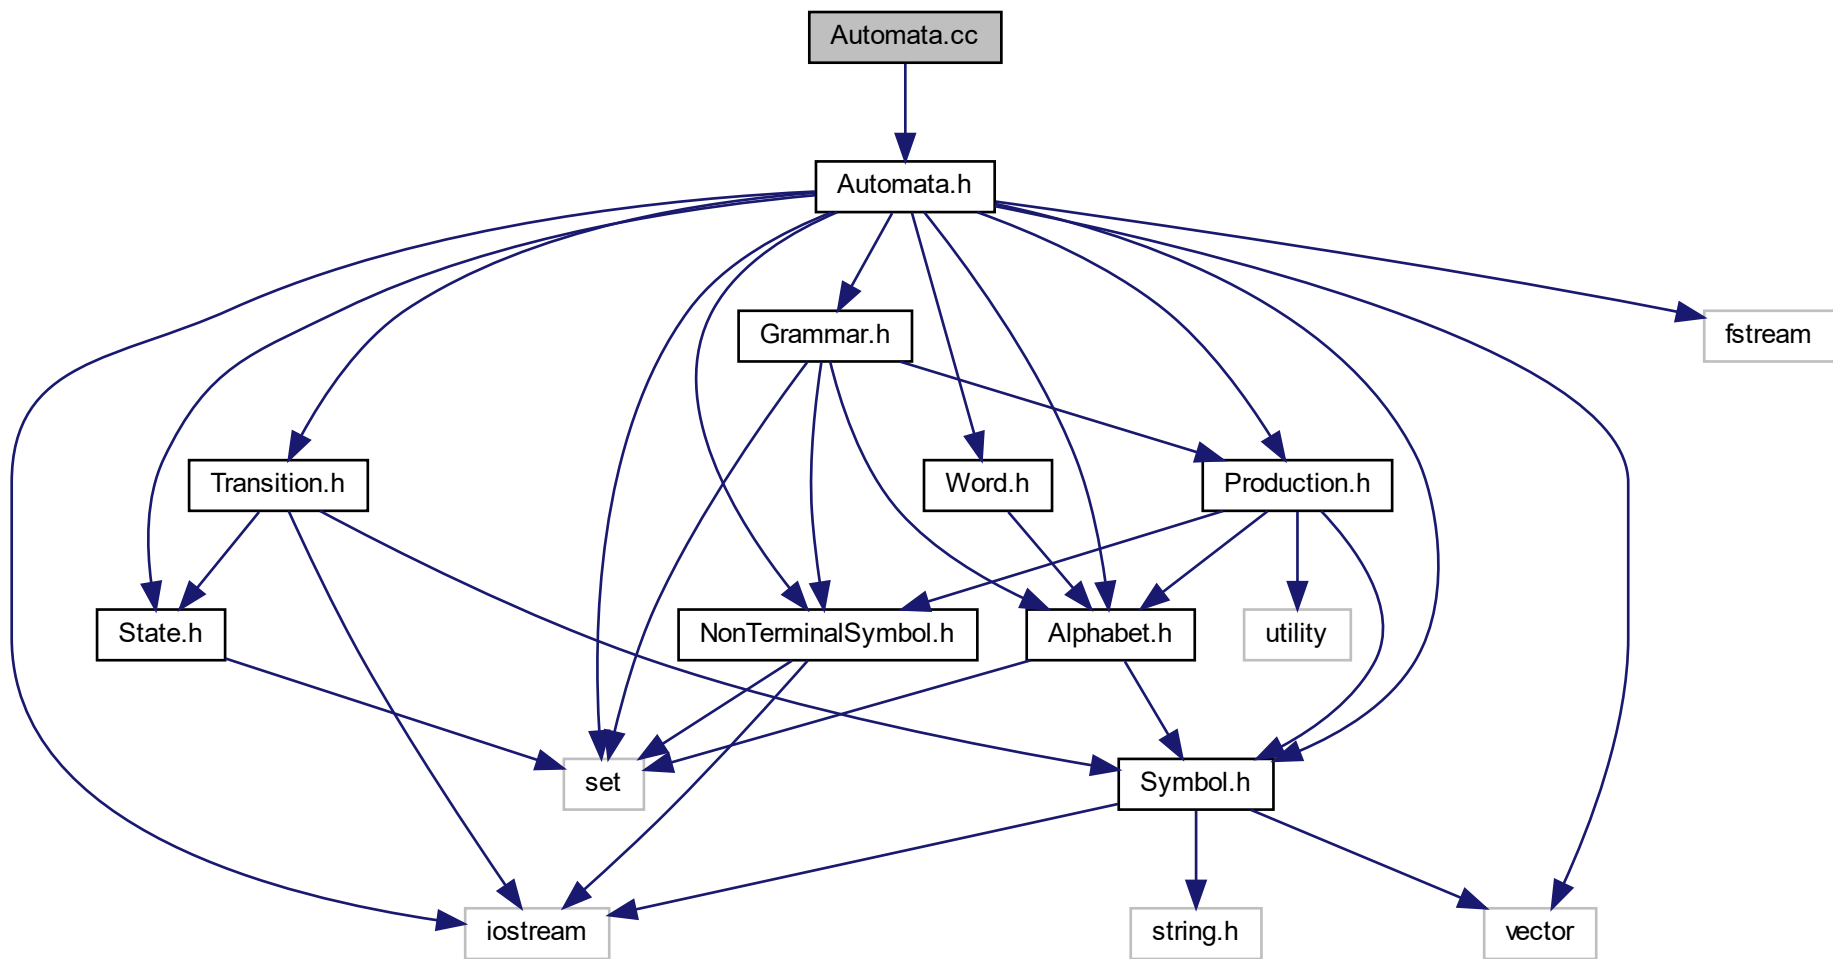 Automata.cc
Automata.h
Grammar.h
fstream
Transition.h
Word.h
Production.h
State.h
NonTerminalSymbol.h
Alphabet.h
utility
set
Symbol.h
iostream
string.h
vector